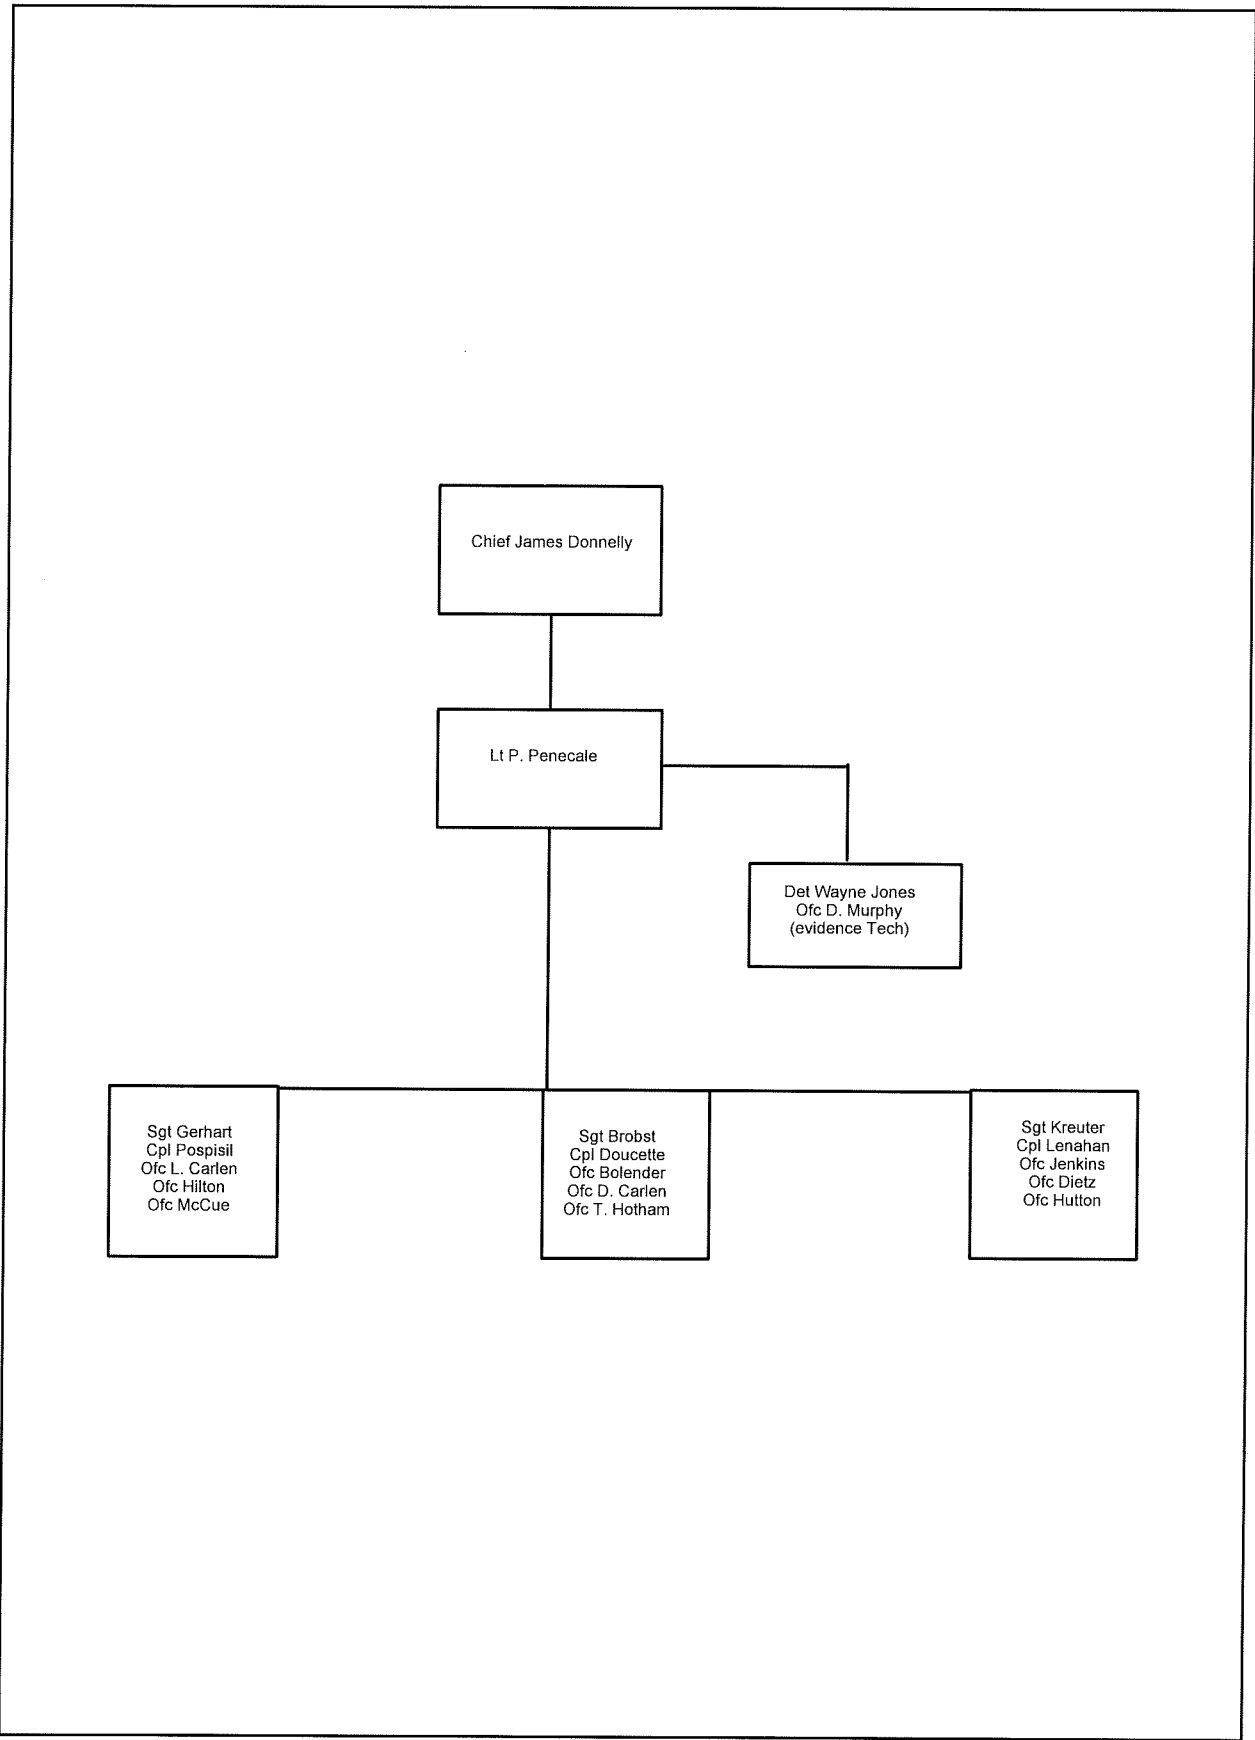 Chief James Donnelly
Lt P. Penecale
Det Wayne Jones
Ofc D. Murphy
(evidence Tech)
Sgt Gerhart
Cpl Pospisil
Ofc L. Carlen
Ofc Hilton
Ofc McCue
Sgt Brobst
Cpl Doucette
Ofc Bolender
Ofc D. Carlen
Ofc T. Hotham
Sgt Kreuter
Cpl Lenahan
Ofc Jenkins
Ofc Dietz
Ofc Hutton